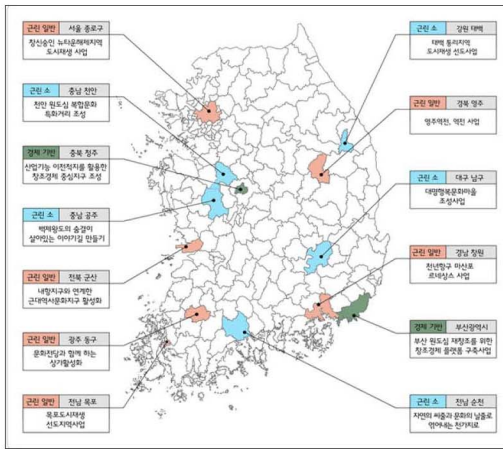 근린 일반 서울 종로구
창신숭인 뉴타운해제지역
도시재생 사업
근린 소 충남 천안
천안 원도심 복합문화
특화거리 조성
경제 기반 충북 청주
산업기능 이전적지를 활용한
창조경제 중심지구 조성
근린 소 충남 공주
백제왕도의 숨결이
살아있는 이야기길 만들기
근린 일반 전북 군산
내항지구와 연계한
근대역사문화지구 활성화
근린 일반 광주 동구
문화전당과 함께 하는
상가활성화
근린 일반 전남 목포
목포도시재생
선도지역사업
근린 소 강원 태백
태백 통리지역
도시재생 선도사업
근린 일반 경북 영주
영주역전, 역전 사업
근린 소 대구 남구
대명행복문화마을
조성사업
근린 일반 경남 창원
천년항구 마산포
르네상스 사업
경제 기반 부산광역시
부산 원도심 재창조를 위한
창조경제 플랫폼 구축사업
근린 소 전남 순천
자연의 씨줄과 문화의 날줄로
엮어내는 천가지로